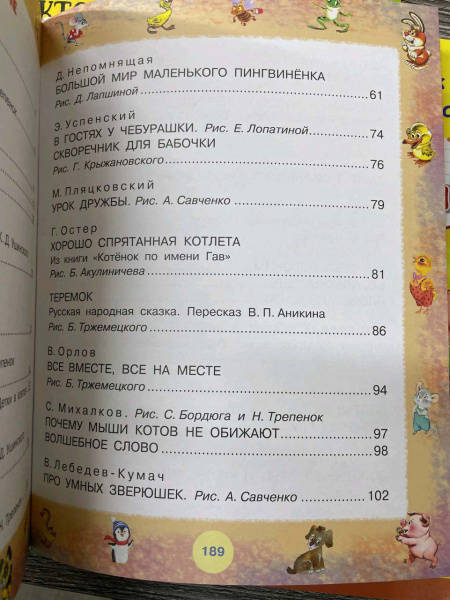 Д. Непомнящая
БОЛЬШОЙ МИР МАЛЕНЬКОГО ПИНГВИНЁНКА
Рис. Д. Лапшиной 61
Э. Успенский
В ГОСТЯХ У ЧЕБУРАШКИ. Рис. Е. Лопатиной 74
СКВОРЕЧНИК ДЛЯ БАБОЧКИ
Рис. Г. Крыжановского 76
М. Пляцковский
УРОК ДРУЖБЫ. Рис. А. Савченко 79
Г. Остер
ХОРОШО СПРЯТАННАЯ КОТЛЕТА
Из книги «Котёнок по имени Гав»
Рис. Б. Акулиничева 81
ТЕРЕМОК
Русская народная сказка. Пересказ В. П. Аникина
Рис. Б. Тржемецкого 86
В. Орлов
ВСЕ ВМЕСТЕ, ВСЕ НА МЕСТЕ
Рис. Б. Тржемецкого 94
С. Михалков. Рис. С. Бордюга и Н. Трепенок
ПОЧЕМУ МЫШИ КОТОВ НЕ ОБИЖАЮТ 97
ВОЛШЕБНОЕ СЛОВО 98
В. Лебедев-Кумач
ПРО УМНЫХ ЗВЕРЮШЕК. Рис. А. Савченко 102
189